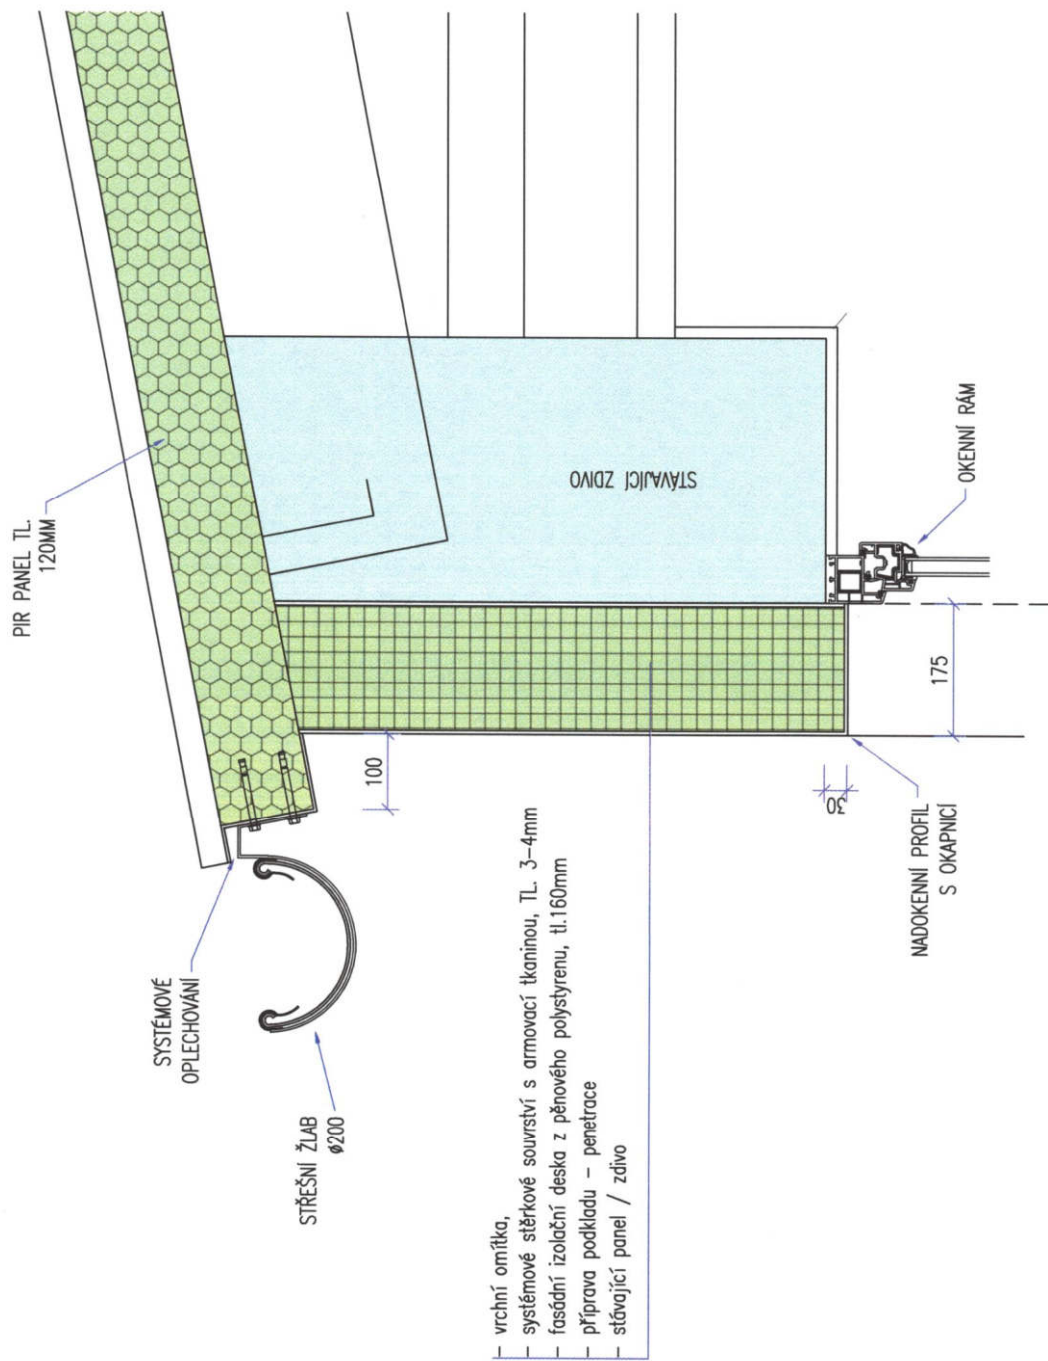 PIR PANEL TL.
120MM
SYSTÉMOVÉ
OPLECHOVÁNÍ
STŘEŠNÍ ŽLAB
Ø200
100
STÁVAJÍCÍ ZDIVO
OKENNÍ RÁM
175
30
NADOKENNÍ PROFIL
S OKAPNICÍ
- vrchní omítka,
- systémové stěrkové souvrství s armovací tkaninou, TL. 3-4mm
- fasádní izolační deska z pěnového polystyrenu, tl.160mm
- příprava podkladu - penetrace
- stávající panel / zdivo